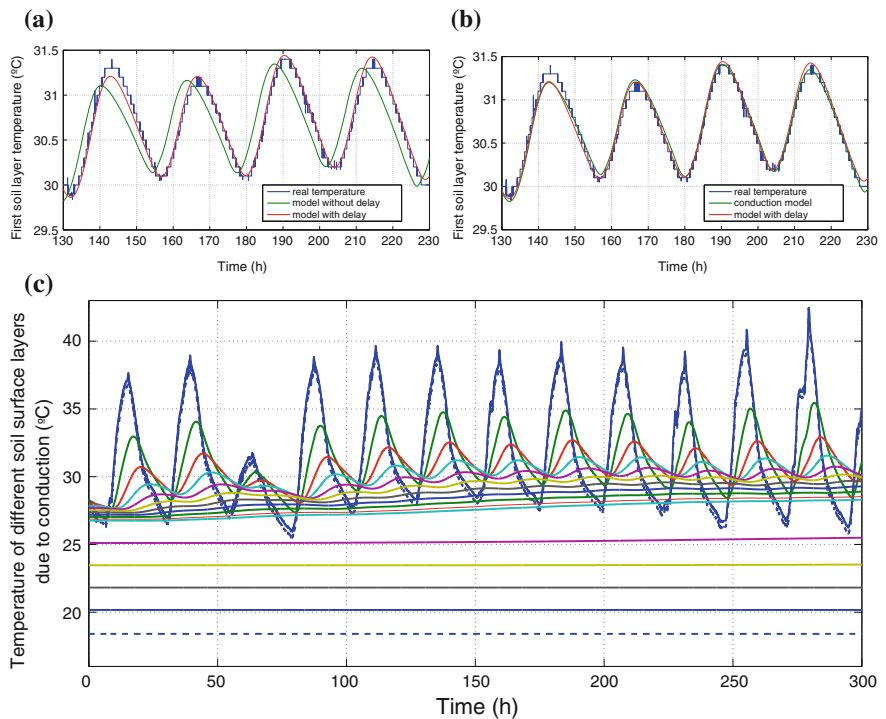 (a)
31.5
31
30.5
30
29.5
First soil layer temperature (ºC)
real temperature
model without delay
model with delay
130 140 150 160 170 180 190 200 210 220 230
Time (h)
(b)
31.5
31
30.5
30
29.5
First soil layer temperature (ºC)
real temperature
conduction model
model with delay
130 140 150 160 170 180 190 200 210 220 230
Time (h)
(c)
Temperature of different soil surface layers
due to conduction (ºC)
40
35
30
25
20
0 50 100 150 200 250 300
Time (h)